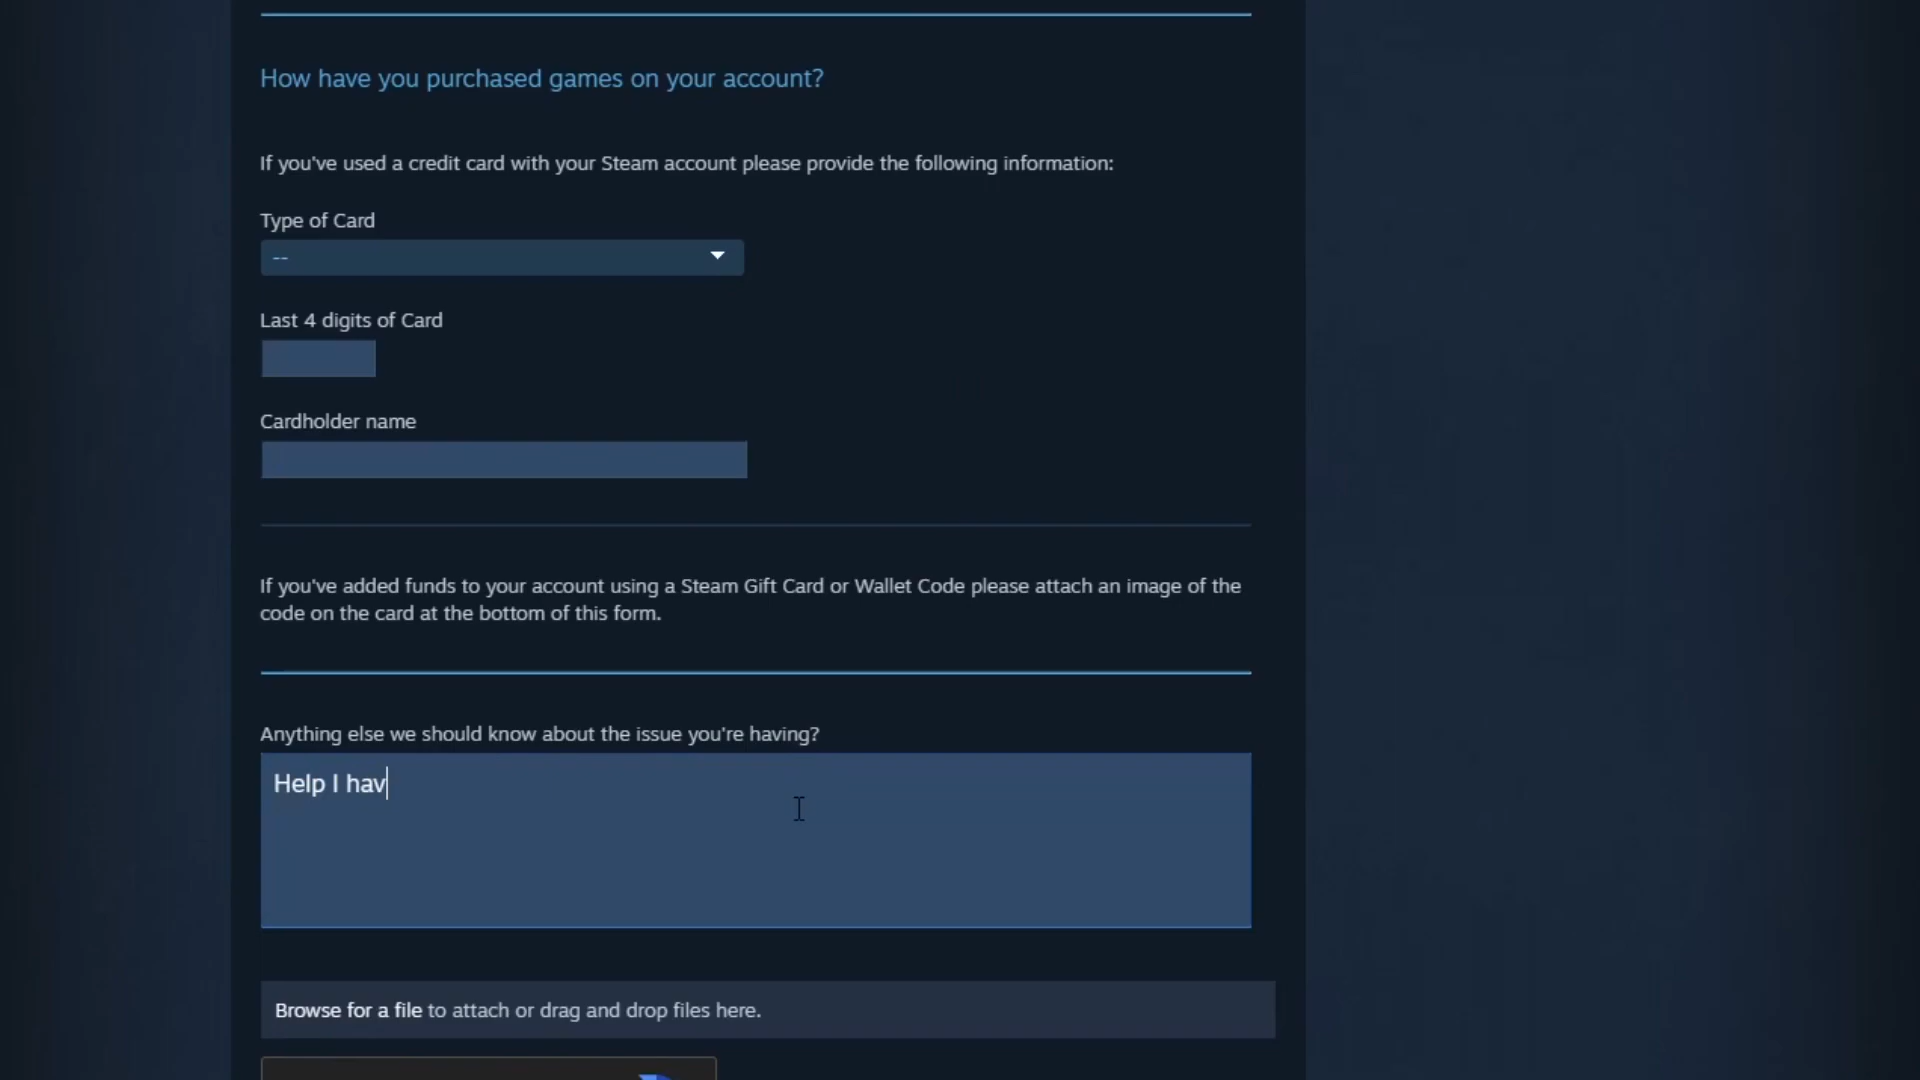 How have you purchased games on your account?
If you've used a credit card with your Steam account please provide the following information:
Type of Card
--
Last 4 digits of Card
Cardholder name
If you've added funds to your account using a Steam Gift Card or Wallet Code please attach an image of the
code on the card at the bottom of this form.
Anything else we should know about the issue you're having?
Help I hav
Browse for a file to attach or drag and drop files here.